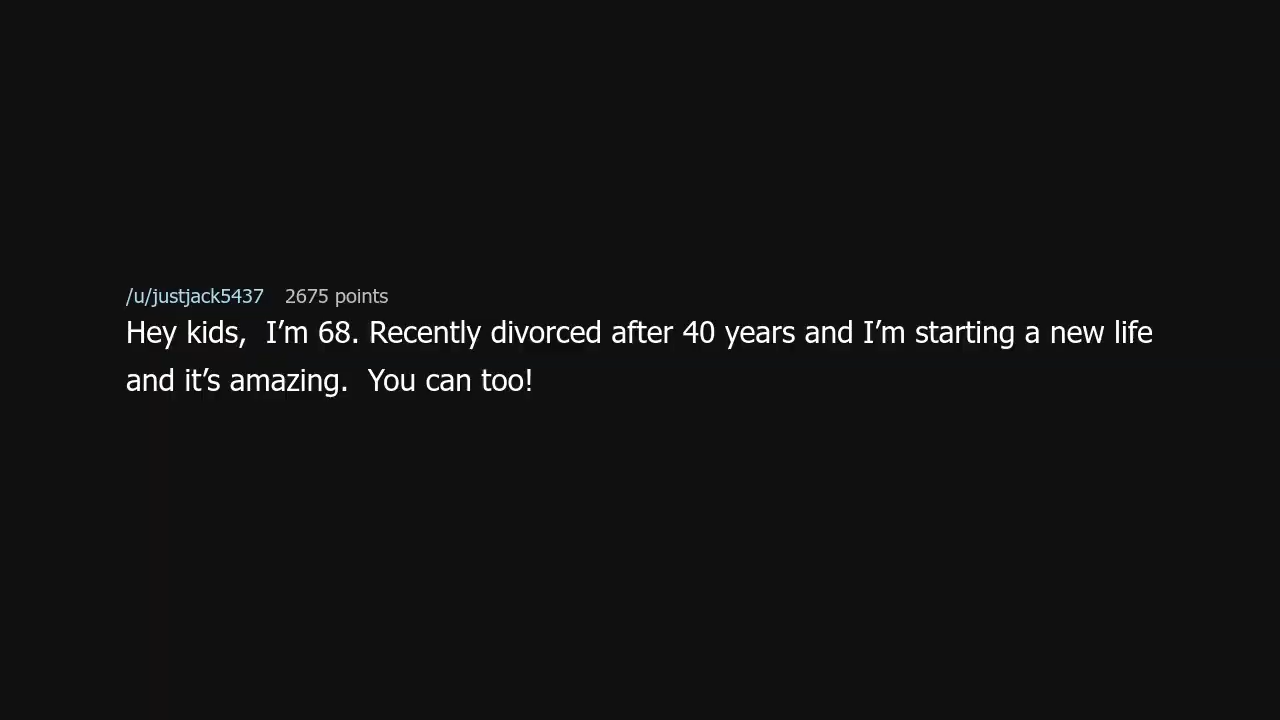 /u/justjack5437 2675 points
Hey kids,  I’m 68. Recently divorced after 40 years and I’m starting a new life
and it’s amazing.  You can too!